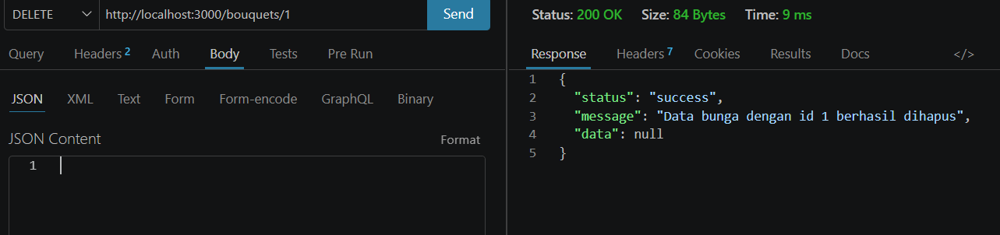 DELETE http://localhost:3000/bouquets/1 Send
Query Headers 2 Auth Body Tests Pre Run
JSON XML Text Form Form-encode GraphQL Binary
JSON Content Format
1
Status: 200 OK Size: 84 Bytes Time: 9 ms
Response Headers 7 Cookies Results Docs </>
1 {
2 "status": "success",
3 "message": "Data bunga dengan id 1 berhasil dihapus",
4 "data": null
5 }